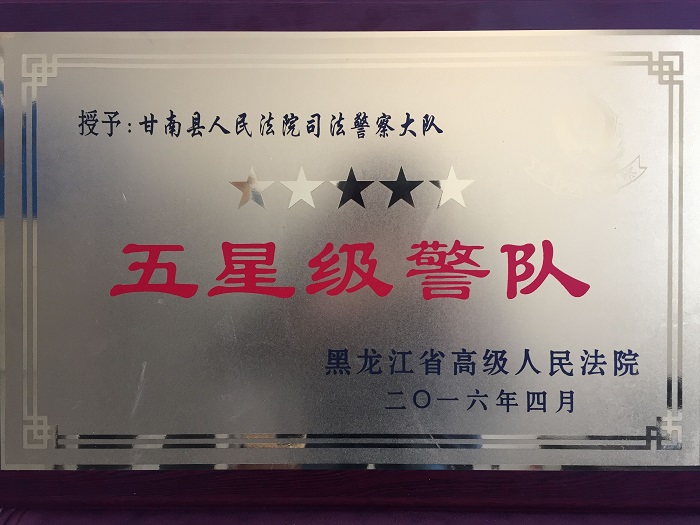 授予:甘南县人民法院司法警察大队
五星级警队
黑龙江省高级人民法院
二〇一六年四月